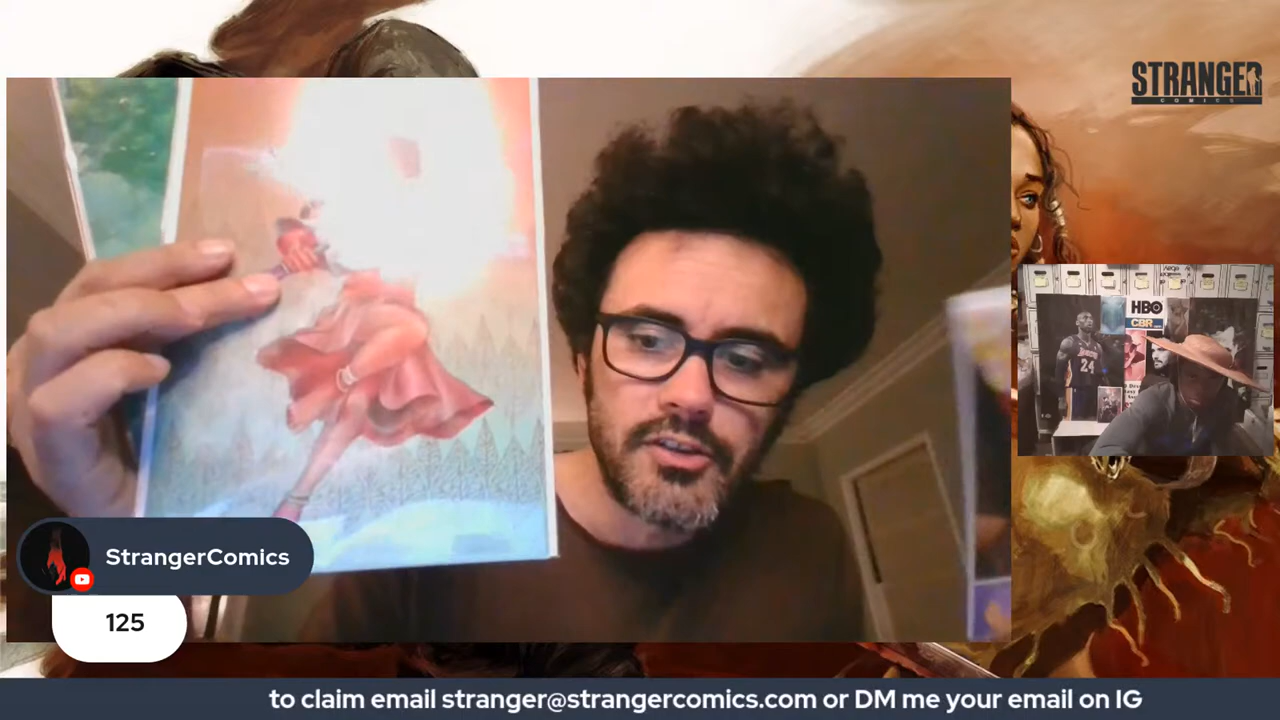 STRANGER
COMICS
HBO
CBR
24
StrangerComics
125
to claim email stranger@strangercomics.com or DM me your email on IG